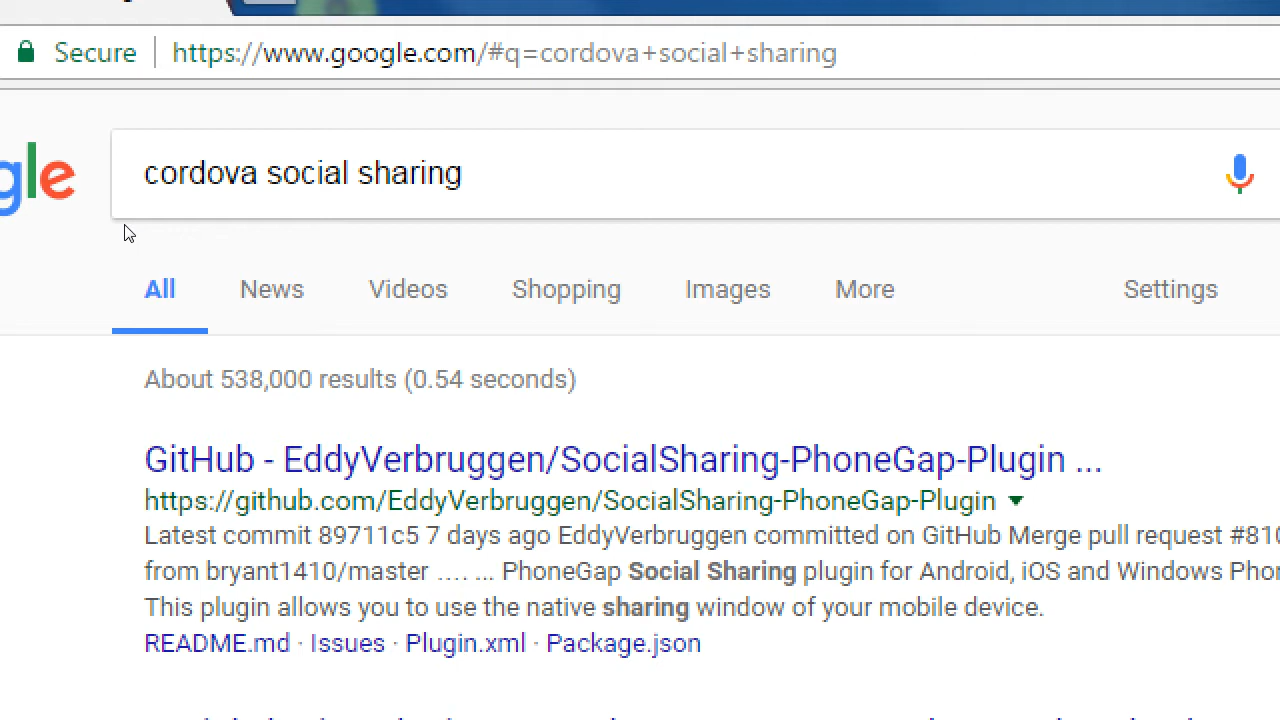 Secure https://www.google.com/#q=cordova+social+sharing
gle cordova social sharing
All News Videos Shopping Images More Settings
About 538,000 results (0.54 seconds)
GitHub - EddyVerbruggen/SocialSharing-PhoneGap-Plugin ...
https://github.com/EddyVerbruggen/SocialSharing-PhoneGap-Plugin
Latest commit 89711c5 7 days ago EddyVerbruggen committed on GitHub Merge pull request #810
from bryant1410/master .... ... PhoneGap Social Sharing plugin for Android, iOS and Windows Phon
This plugin allows you to use the native sharing window of your mobile device.
README.md · Issues · Plugin.xml · Package.json